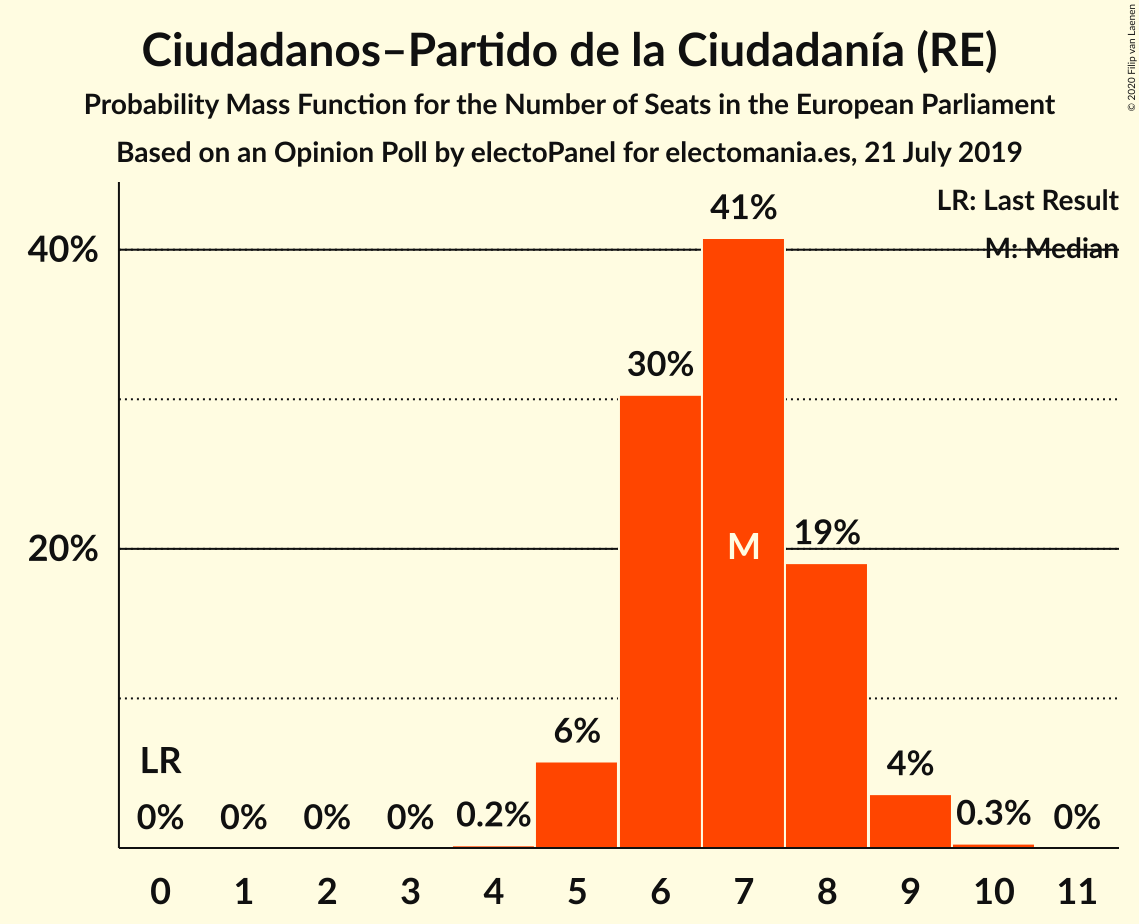 Ciudadanos–Partido de la Ciudadanía (RE)
Probability Mass Function for the Number of Seats in the European Parliament
Based on an Opinion Poll by electoPanel for electomania.es, 21 July 2019
© 2020 Filip van Laenen
LR: Last Result
M: Median
40%
20%
41%
30%
19%
M
6%
4%
LR
0% 0% 0% 0% 0.2% 0.3% 0%
0 1 2 3 4 5 6 7 8 9 10 11